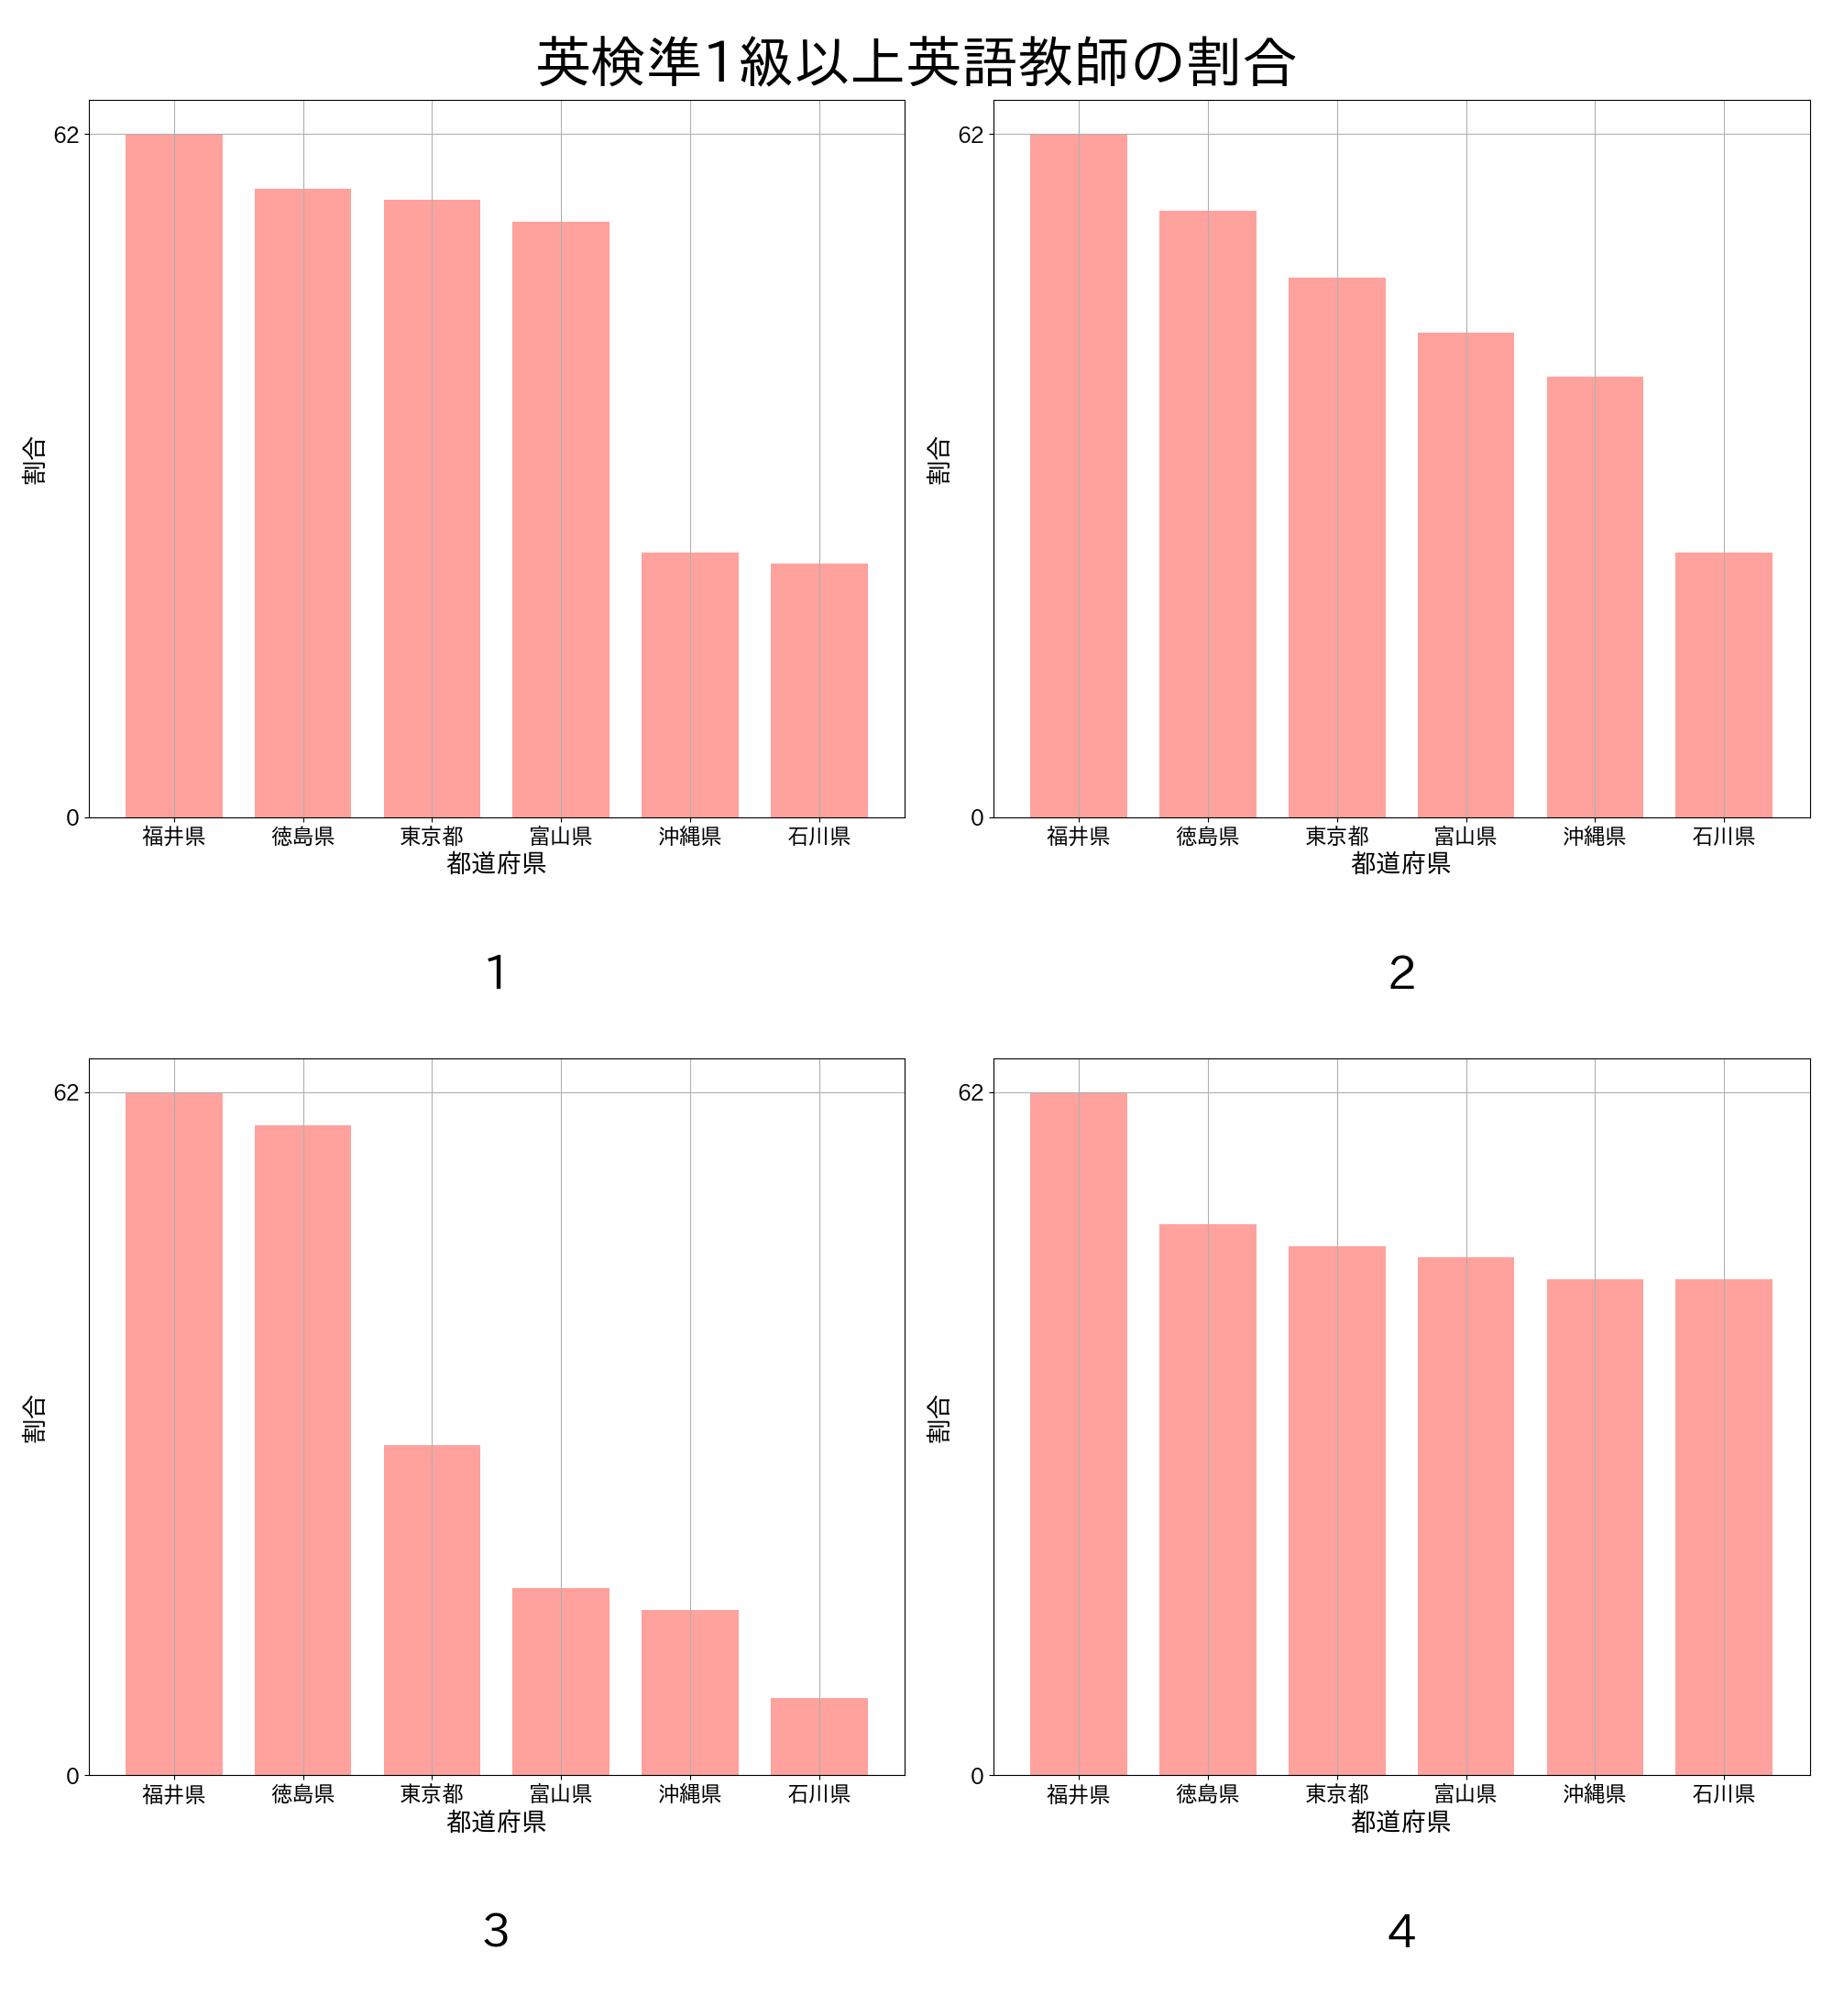 英検準1級以上英語教師の割合
62
0
割合
福井県 徳島県 東京都 富山県 沖縄県 石川県
都道府県
1
62
0
割合
福井県 徳島県 東京都 富山県 沖縄県 石川県
都道府県
2
62
0
割合
福井県 徳島県 東京都 富山県 沖縄県 石川県
都道府県
3
62
0
割合
福井県 徳島県 東京都 富山県 沖縄県 石川県
都道府県
4